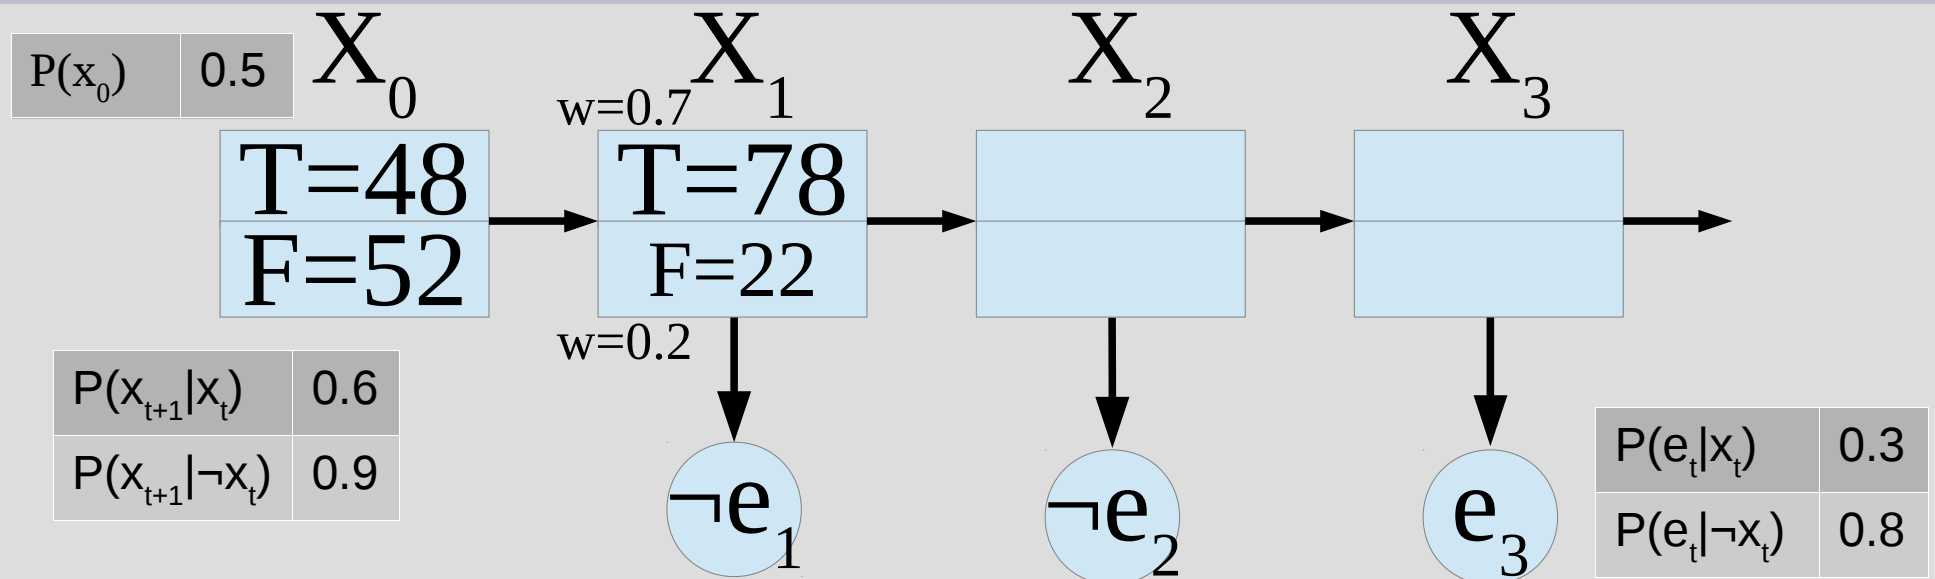 P(x0) 0.5
X0
X1
X2
X3
w=0.7
T=48
T=78
F=52
F=22
w=0.2
P(xt+1|xt) 0.6
P(xt+1|¬xt) 0.9
P(et|xt) 0.3
P(et|¬xt) 0.8
¬e1
¬e2
e3